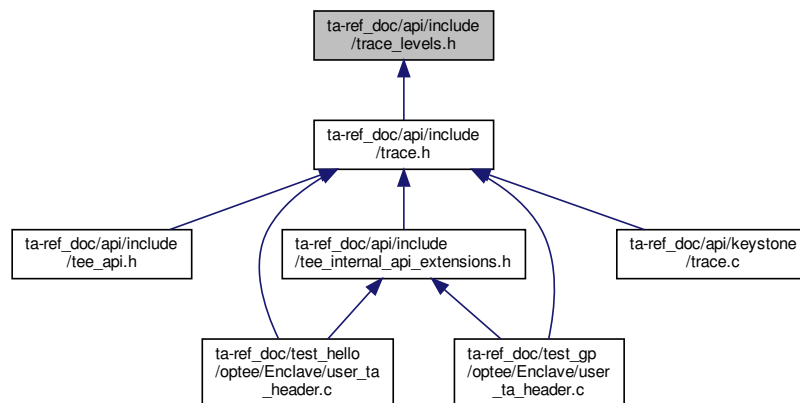 ta-ref_doc/api/include
/trace_levels.h
ta-ref_doc/api/include
/trace.h
ta-ref_doc/api/include
/tee_api.h
ta-ref_doc/api/include
/tee_internal_api_extensions.h
ta-ref_doc/api/keystone
/trace.c
ta-ref_doc/test_hello
/optee/Enclave/user_ta
_header.c
ta-ref_doc/test_gp
/optee/Enclave/user
_ta_header.c